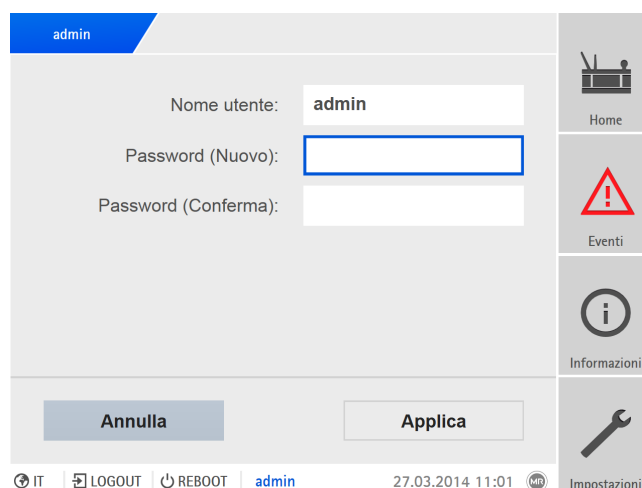 admin
Nome utente: admin
Password (Nuovo):
Password (Conferma):
Annulla Applica
IT LOGOUT REBOOT admin 27.03.2014 11:01 MR
Home
Eventi
Informazioni
Impostazioni